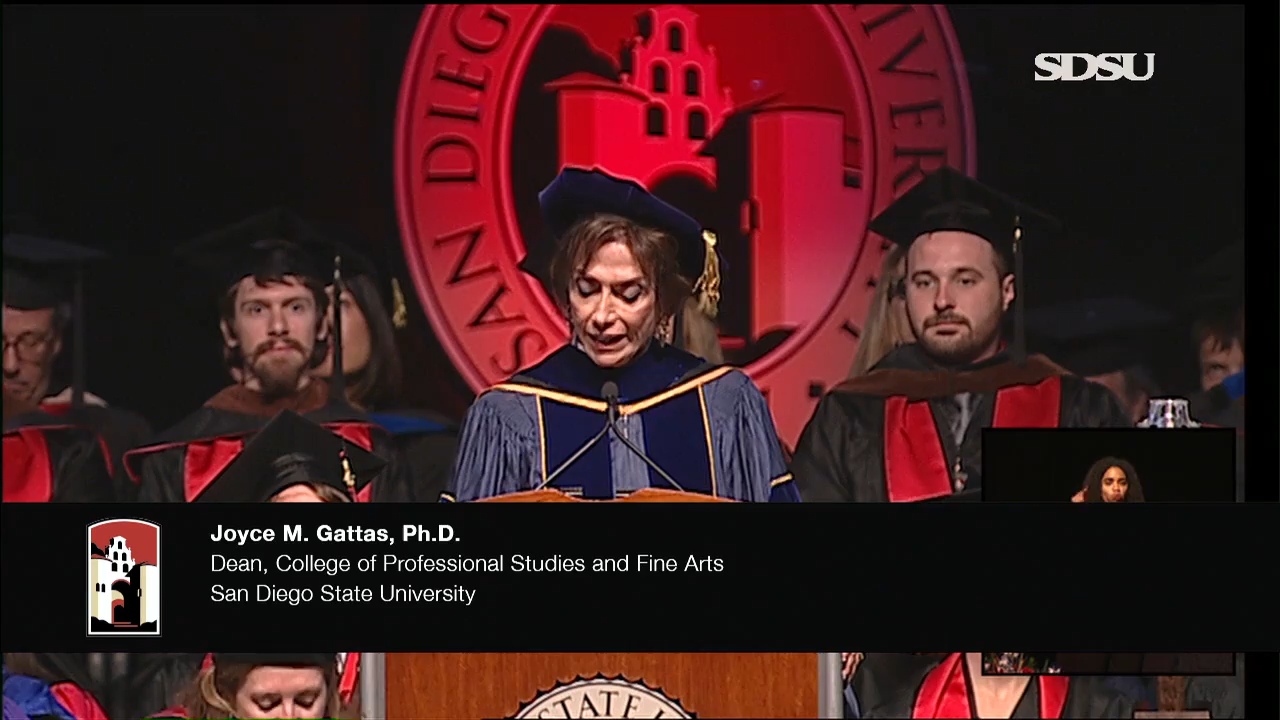 SDSU
SAN DIEG
IVER
Joyce M. Gattas, Ph.D.
Dean, College of Professional Studies and Fine Arts
San Diego State University
STATE